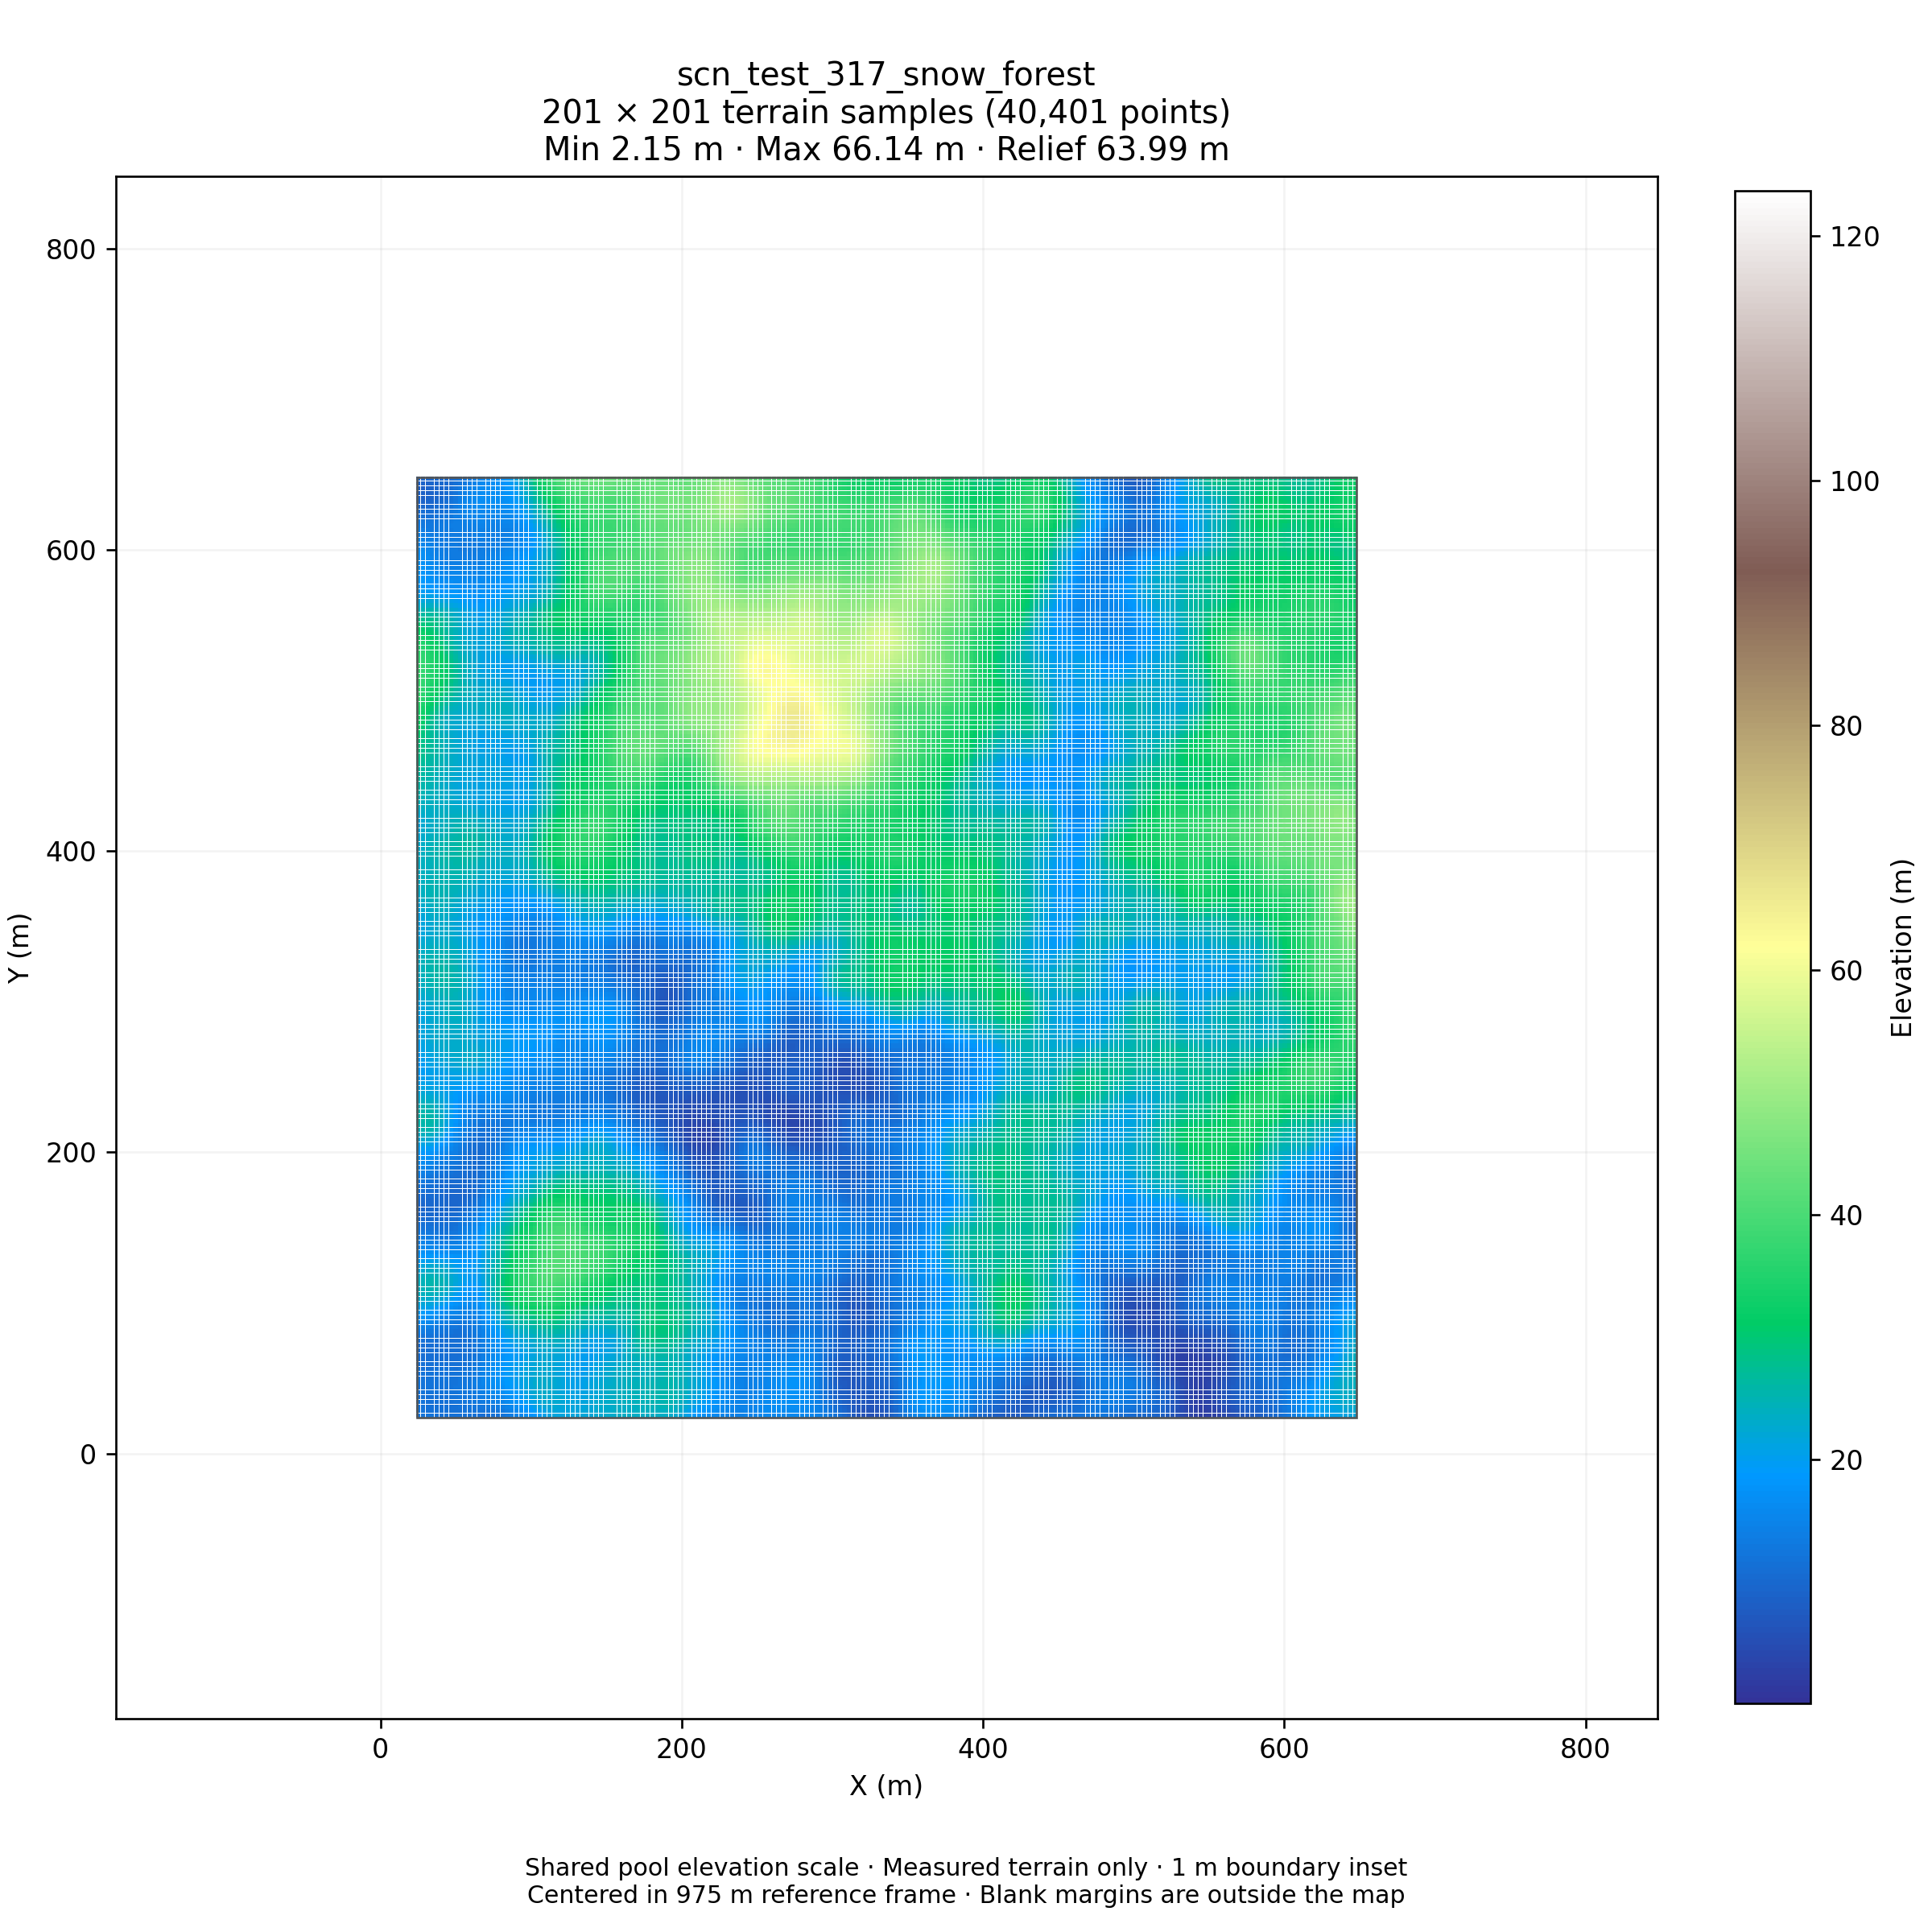 scn_test_317_snow_forest
201 × 201 terrain samples (40,401 points)
Min 2.15 m · Max 66.14 m · Relief 63.99 m
800
600
400
200
0
Y (m)
0
200
400
600
800
X (m)
120
100
80
60
40
20
Elevation (m)
Shared pool elevation scale · Measured terrain only · 1 m boundary inset
Centered in 975 m reference frame · Blank margins are outside the map